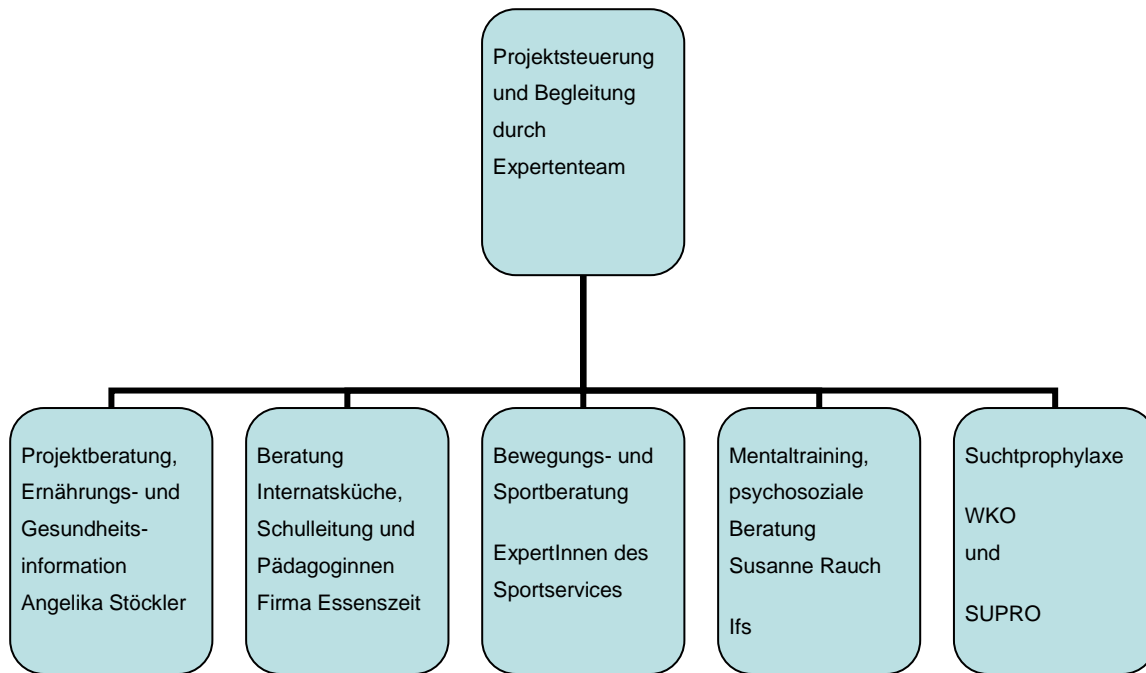 Projektsteuerung
und Begleitung
durch
Expertenteam
Projektberatung,
Ernährungs- und
Gesundheits-
information
Angelika Stöckler
Beratung
Internatsküche,
Schulleitung und
Pädagoginnen
Firma Essenszeit
Bewegungs- und
Sportberatung
ExpertInnen des
Sportservices
Mentaltraining,
psychosoziale
Beratung
Susanne Rauch
Ifs
Suchtprophylaxe
WKO
und
SUPRO